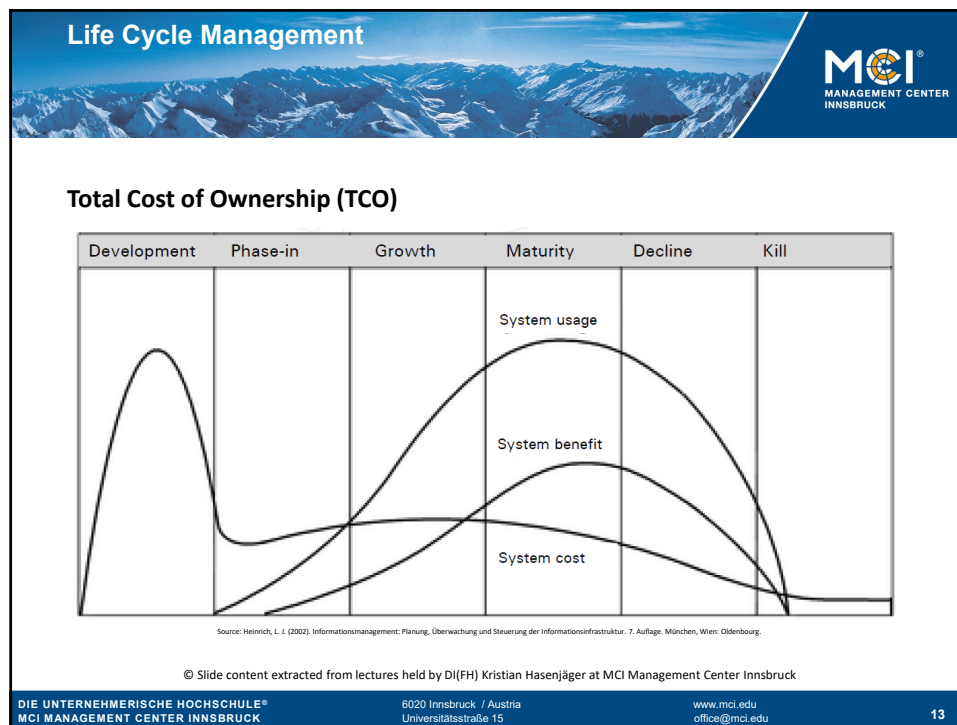 Life Cycle Management
MCI®
MANAGEMENT CENTER
INNSBRUCK
Total Cost of Ownership (TCO)
Development Phase-in Growth Maturity Decline Kill
System usage
System benefit
System cost
Source: Heinrich, L. J. (2002). Informationsmanagement: Planung, Überwachung und Steuerung der Informationsinfrastruktur. 7. Auflage. München, Wien: Oldenbourg.
© Slide content extracted from lectures held by DI(FH) Kristian Hasenjäger at MCI Management Center Innsbruck
DIE UNTERNEHMERISCHE HOCHSCHULE® 6020 Innsbruck / Austria www.mci.edu
MCI MANAGEMENT CENTER INNSBRUCK Universitätsstraße 15 office@mci.edu 13